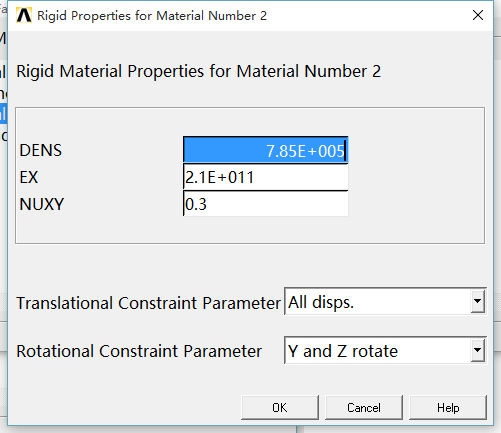 Rigid Properties for Material Number 2
Rigid Material Properties for Material Number 2
DENS 7.85E+005
EX 2.1E+011
NUXY 0.3
Translational Constraint Parameter All disps.
Rotational Constraint Parameter Y and Z rotate
OK Cancel Help